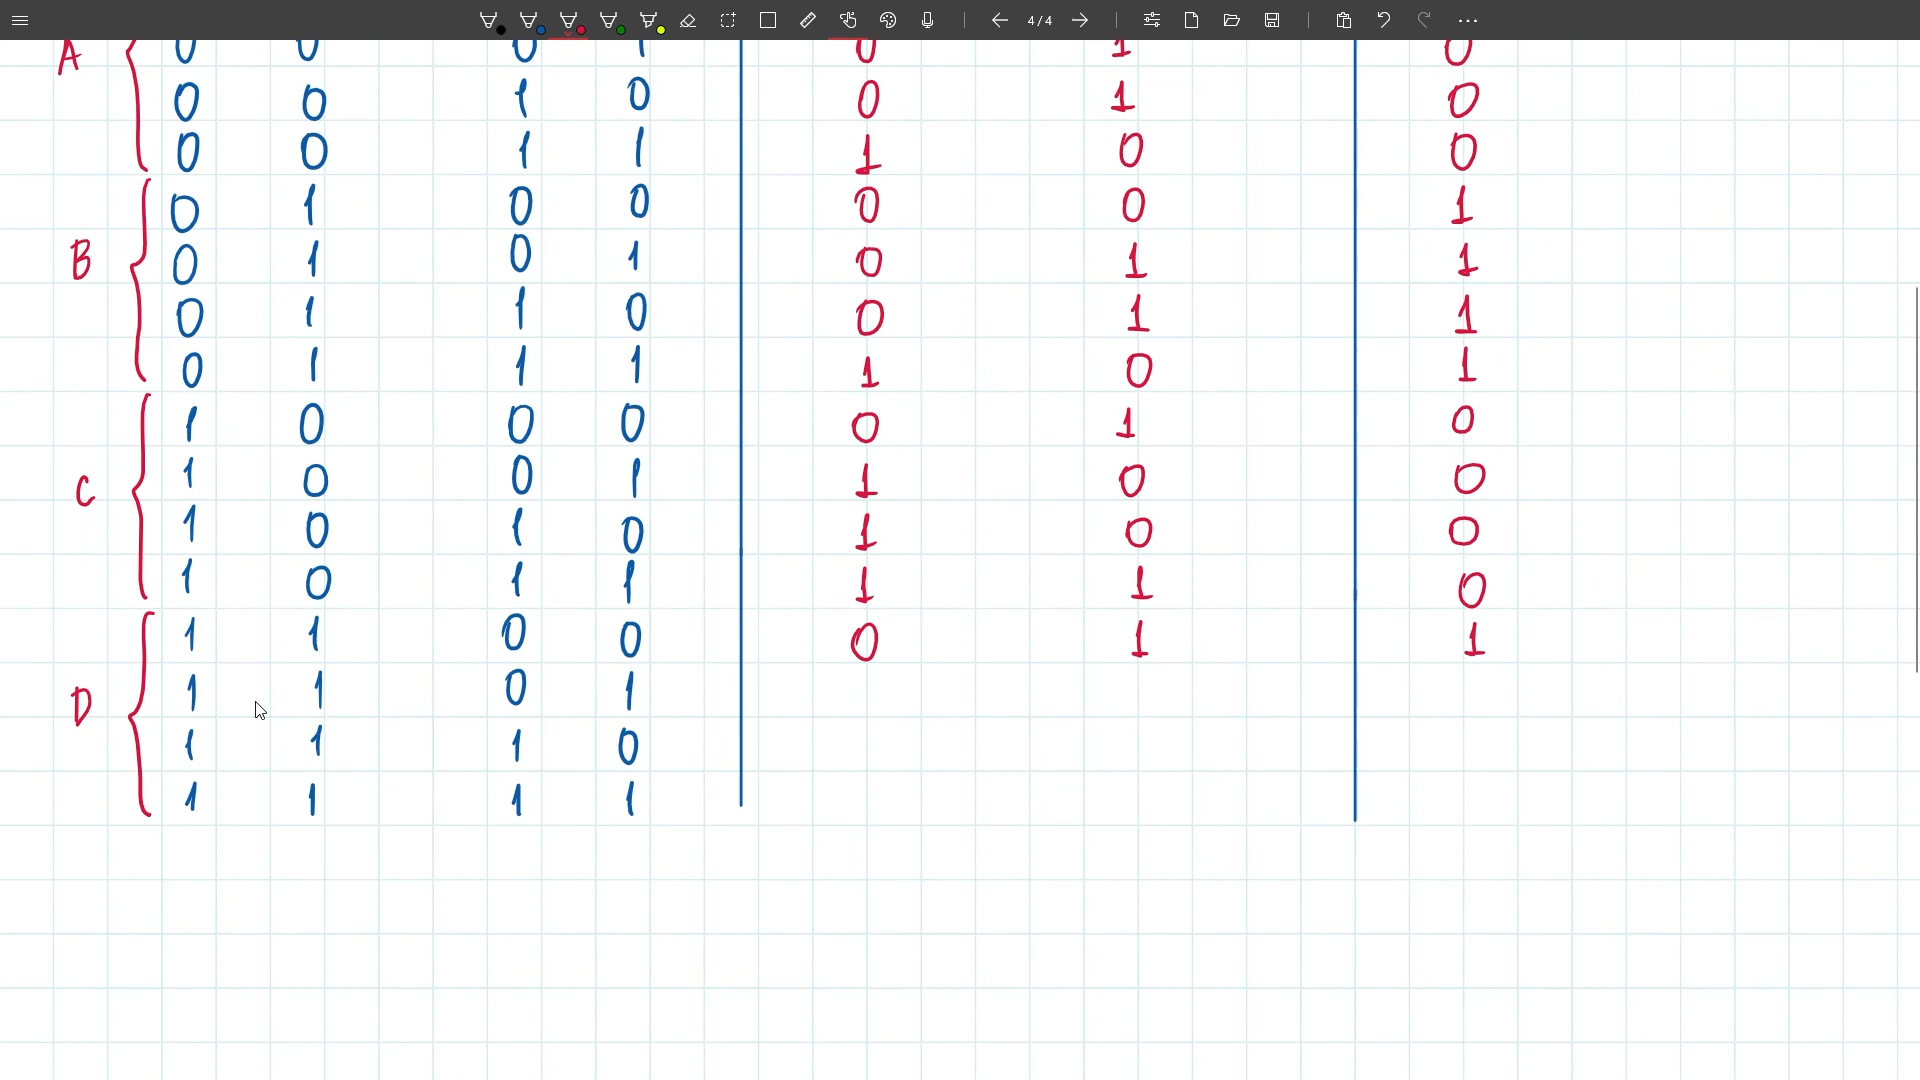 4/4
A 0 0 0 1 0 1 0
0 0 1 0 0 1 0
0 0 1 1 1 0 0
0 1 0 0 0 0 1
B 0 1 0 1 0 1 1
0 1 1 0 0 1 1
0 1 1 1 1 0 1
1 0 0 0 0 1 0
C 1 0 0 1 1 0 0
1 0 1 0 1 0 0
1 0 1 1 1 1 0
1 1 0 0 0 1 1
D 1 1 0 1
1 1 1 0
1 1 1 1